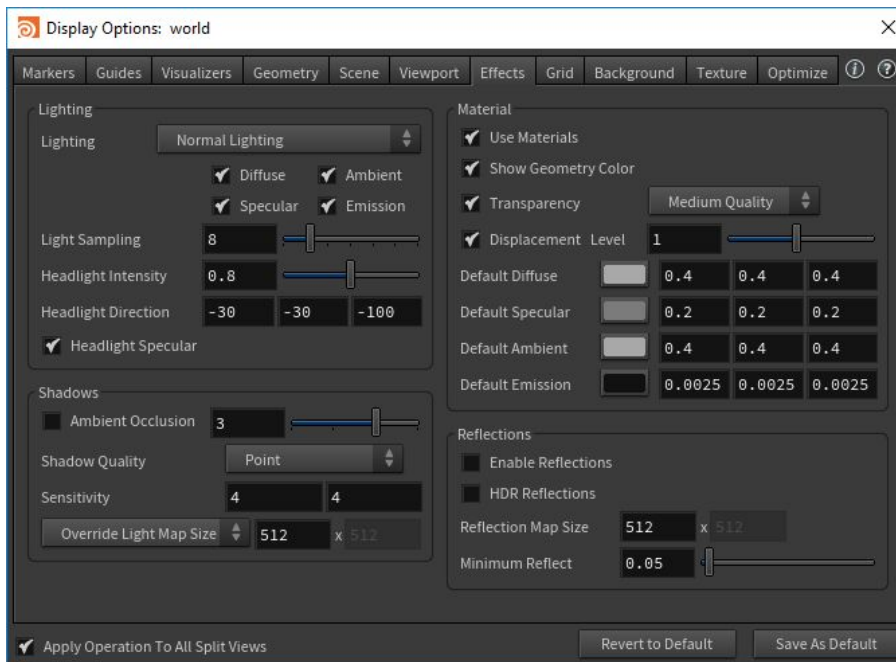 Display Options: world
Markers Guides Visualizers Geometry Scene Viewport Effects Grid Background Texture Optimize
Lighting
Lighting Normal Lighting
Diffuse Ambient
Specular Emission
Light Sampling 8
Headlight Intensity 0.8
Headlight Direction -30 -30 -100
Headlight Specular
Shadows
Ambient Occlusion 3
Shadow Quality Point
Sensitivity 4 4
Override Light Map Size 512 x 512
Material
Use Materials
Show Geometry Color
Transparency Medium Quality
Displacement Level 1
Default Diffuse 0.4 0.4 0.4
Default Specular 0.2 0.2 0.2
Default Ambient 0.4 0.4 0.4
Default Emission 0.0025 0.0025 0.0025
Reflections
Enable Reflections
HDR Reflections
Reflection Map Size 512 x 512
Minimum Reflect 0.05
Apply Operation To All Split Views Revert to Default Save As Default